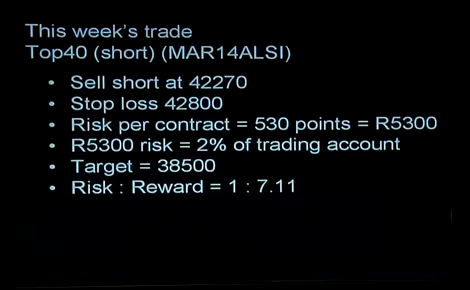 This week's trade
Top40 (short) (MAR14ALSI)
• Sell short at 42270
• Stop loss 42800
• Risk per contract = 530 points = R5300
• R5300 risk = 2% of trading account
• Target = 38500
• Risk : Reward = 1 : 7.11